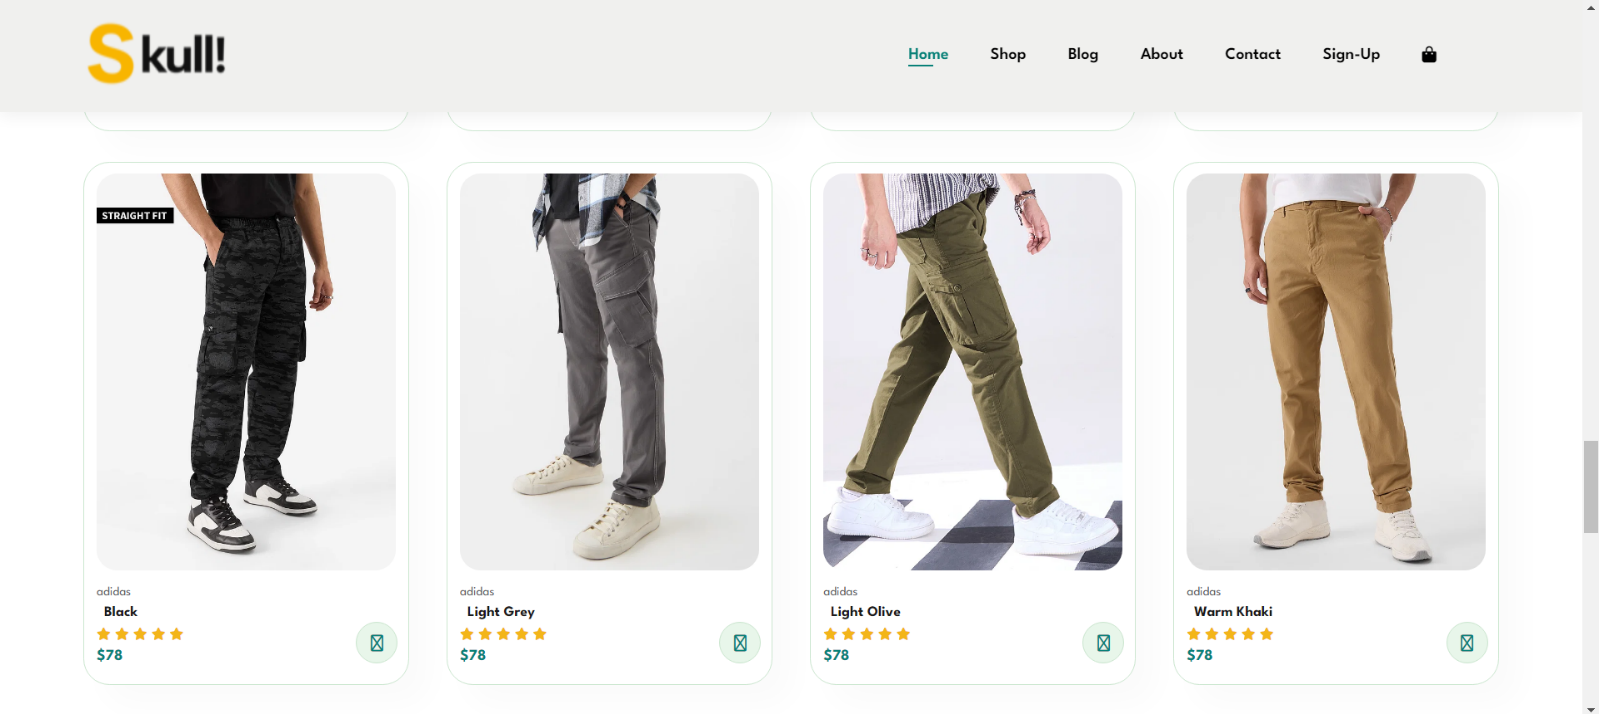 Skull!
Home
Shop
Blog
About
Contact
Sign-Up
STRAIGHT FIT
adidas
Black
$78
adidas
Light Grey
$78
adidas
Light Olive
$78
adidas
Warm Khaki
$78